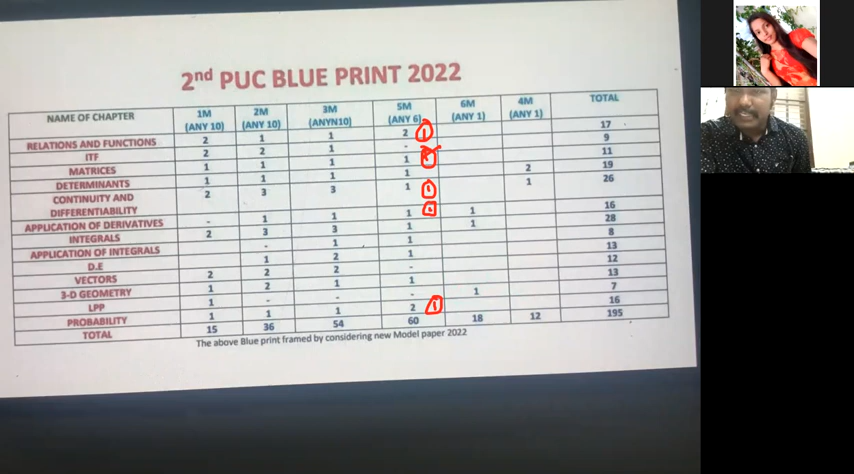 2nd PUC BLUE PRINT 2022
NAME OF CHAPTER 1M (ANY 10) 2M (ANY 10) 3M (ANYN10) 5M (ANY 6) 6M (ANY 1) 4M (ANY 1) TOTAL
RELATIONS AND FUNCTIONS 2 1 1 2 1 17
ITF 2 2 1 - 9
MATRICES 1 1 1 1 11
DETERMINANTS 1 1 1 1 2 19
CONTINUITY AND 2 3 3 1 1 1 26
DIFFERENTIABILITY
APPLICATION OF DERIVATIVES - 1 1 1 1 16
INTEGRALS 2 3 3 1 1 28
APPLICATION OF INTEGRALS - 1 1 8
D.E 1 2 1 13
VECTORS 2 2 2 - 12
3-D GEOMETRY 1 2 1 1 13
LPP 1 - - - 1 7
PROBABILITY 1 1 1 2 1 16
TOTAL 15 36 54 60 18 12 195
The above Blue print framed by considering new Model paper 2022